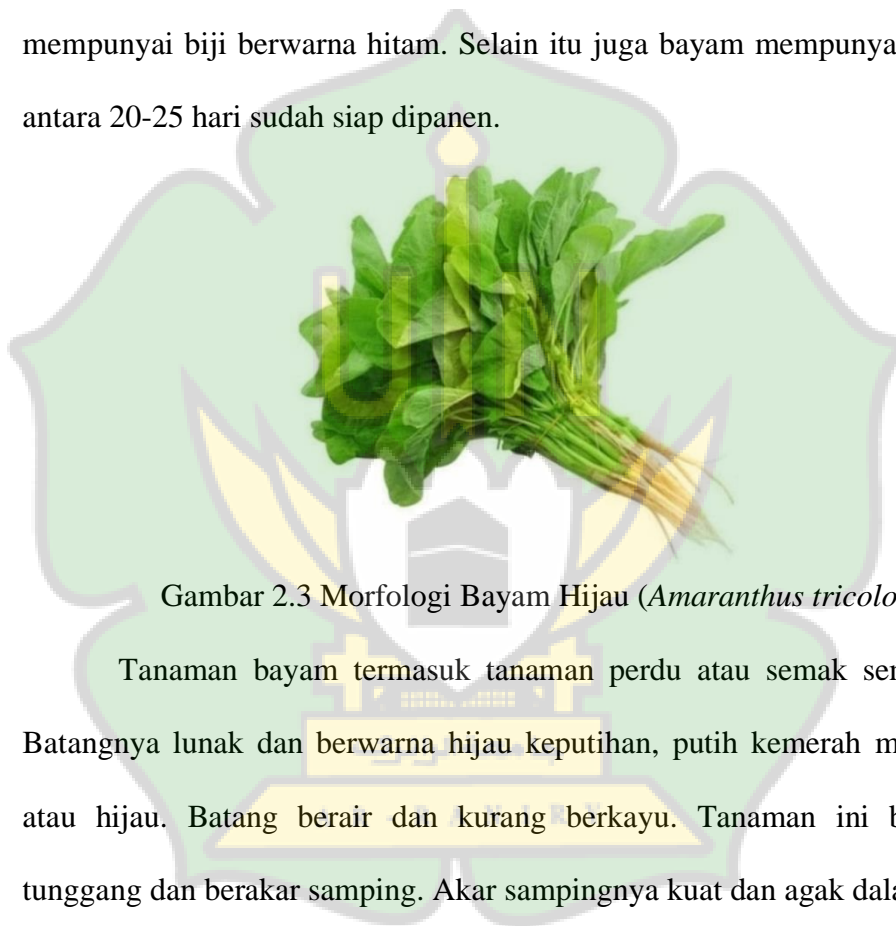 mempunyai biji berwarna hitam. Selain itu juga bayam mempunya
antara 20-25 hari sudah siap dipanen.
UIN
Gambar 2.3 Morfologi Bayam Hijau (Amaranthus tricolo
Tanaman bayam termasuk tanaman perdu atau semak ser
Batangnya lunak dan berwarna hijau keputihan, putih kemerah m
atau hijau. Batang berair dan kurang berkayu. Tanaman ini b
tunggang dan berakar samping. Akar sampingnya kuat dan agak dala